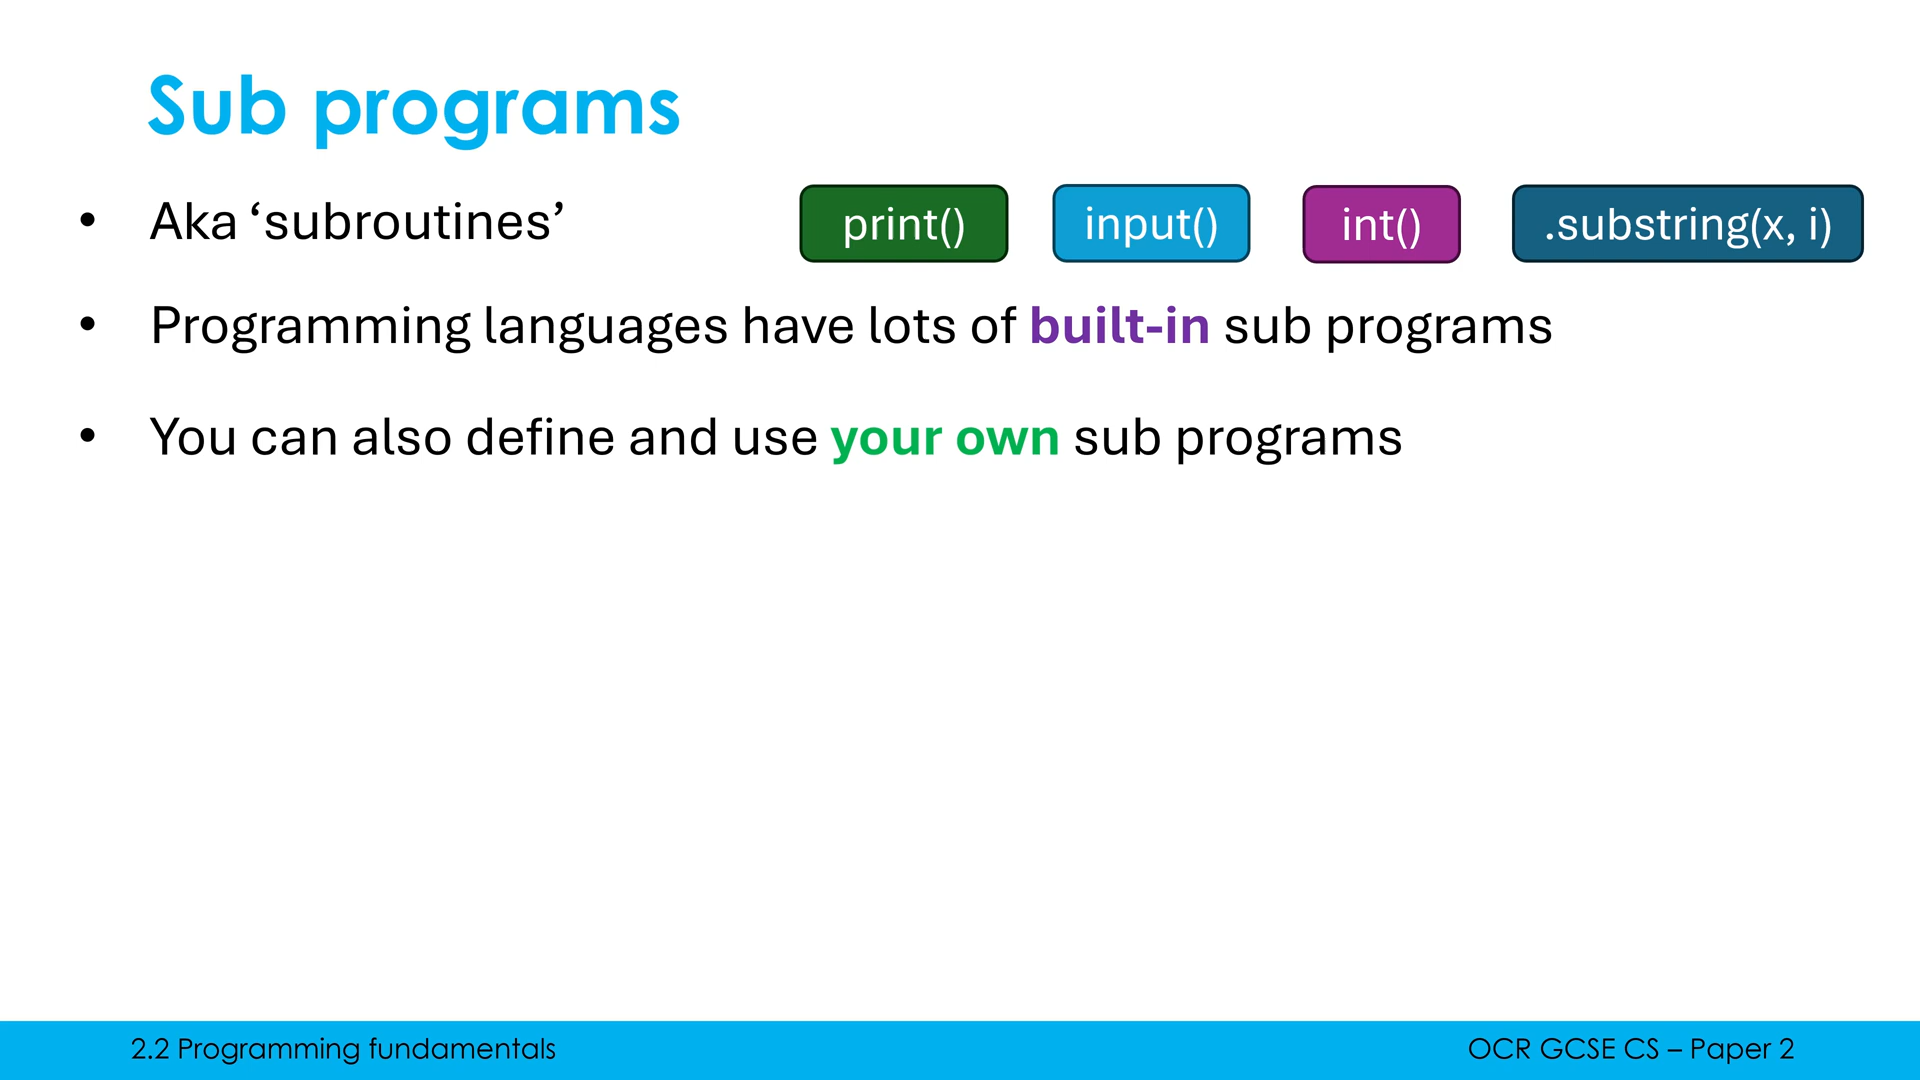 Sub programs
• Aka ‘subroutines’
print() input() int() .substring(x, i)
• Programming languages have lots of built-in sub programs
• You can also define and use your own sub programs
2.2 Programming fundamentals
OCR GCSE CS – Paper 2